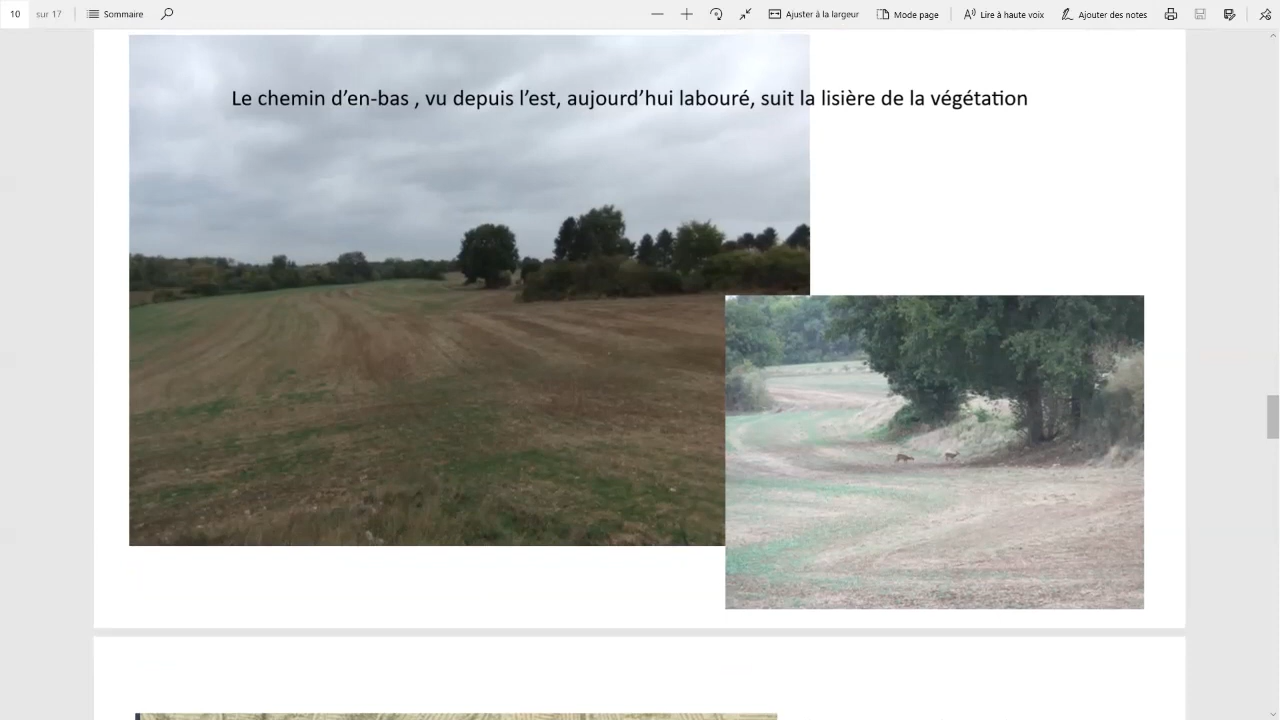 10 sur 17 Sommaire Ajuster à la largeur Mode page Lire à haute voix Ajouter des notes
Le chemin d’en-bas , vu depuis l’est, aujourd’hui labouré, suit la lisière de la végétation